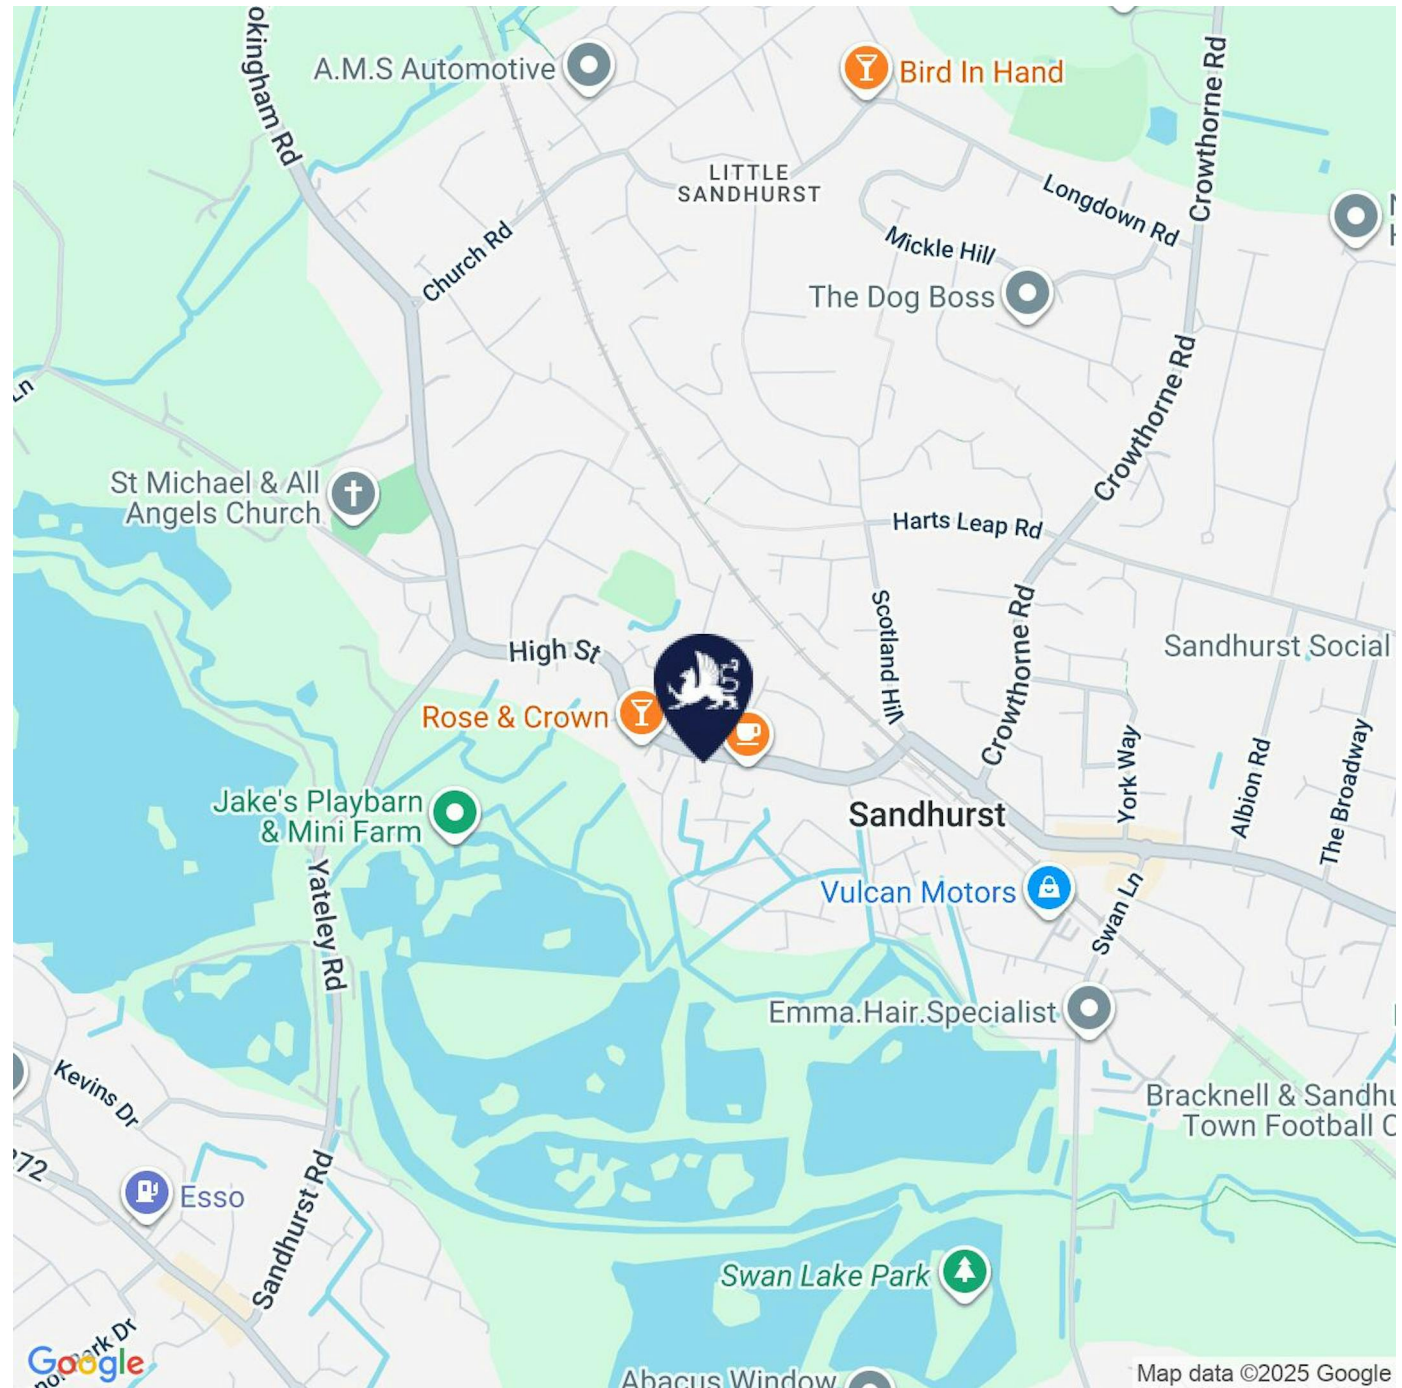 okingham Rd
A.M.S Automotive
Bird In Hand
Crowthorne Rd
LITTLE
SANDHURST
Longdown Rd
Church Rd
Mickle Hill
The Dog Boss
Crowthorne Rd
Ln
St Michael & All
Angels Church
Harts Leap Rd
Scotland Hill
Crowthorne Rd
High St
Sandhurst Social
Rose & Crown
York Way
Albion Rd
The Broadway
Jake's Playbarn
& Mini Farm
Sandhurst
Yateley Rd
Vulcan Motors
Swan Ln
Emma.Hair.Specialist
Kevins Dr
Bracknell & Sandhu
Town Football C
272
Esso
Sandhurst Rd
Swan Lake Park
ark Dr
Google
Abacus Window
Map data ©2025 Google